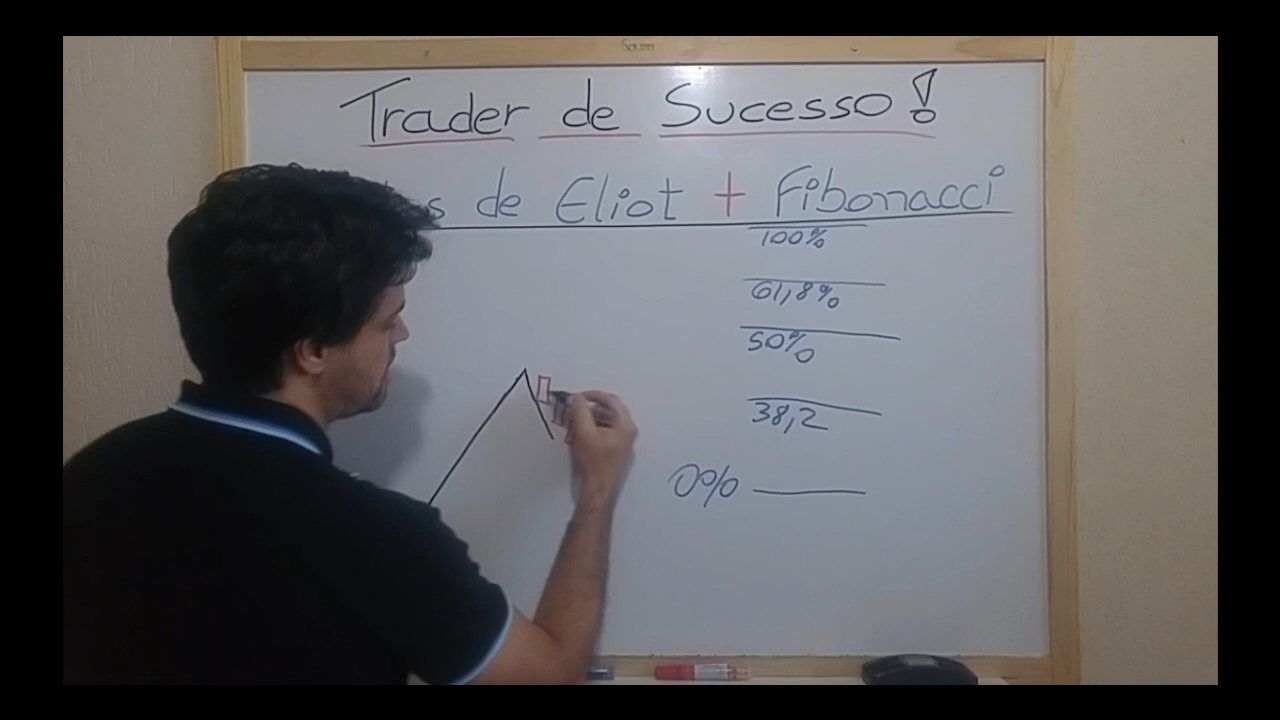 Trader de Sucesso!
de Eliot + Fibonacci
100%
61,8%
50%
38,2
0%